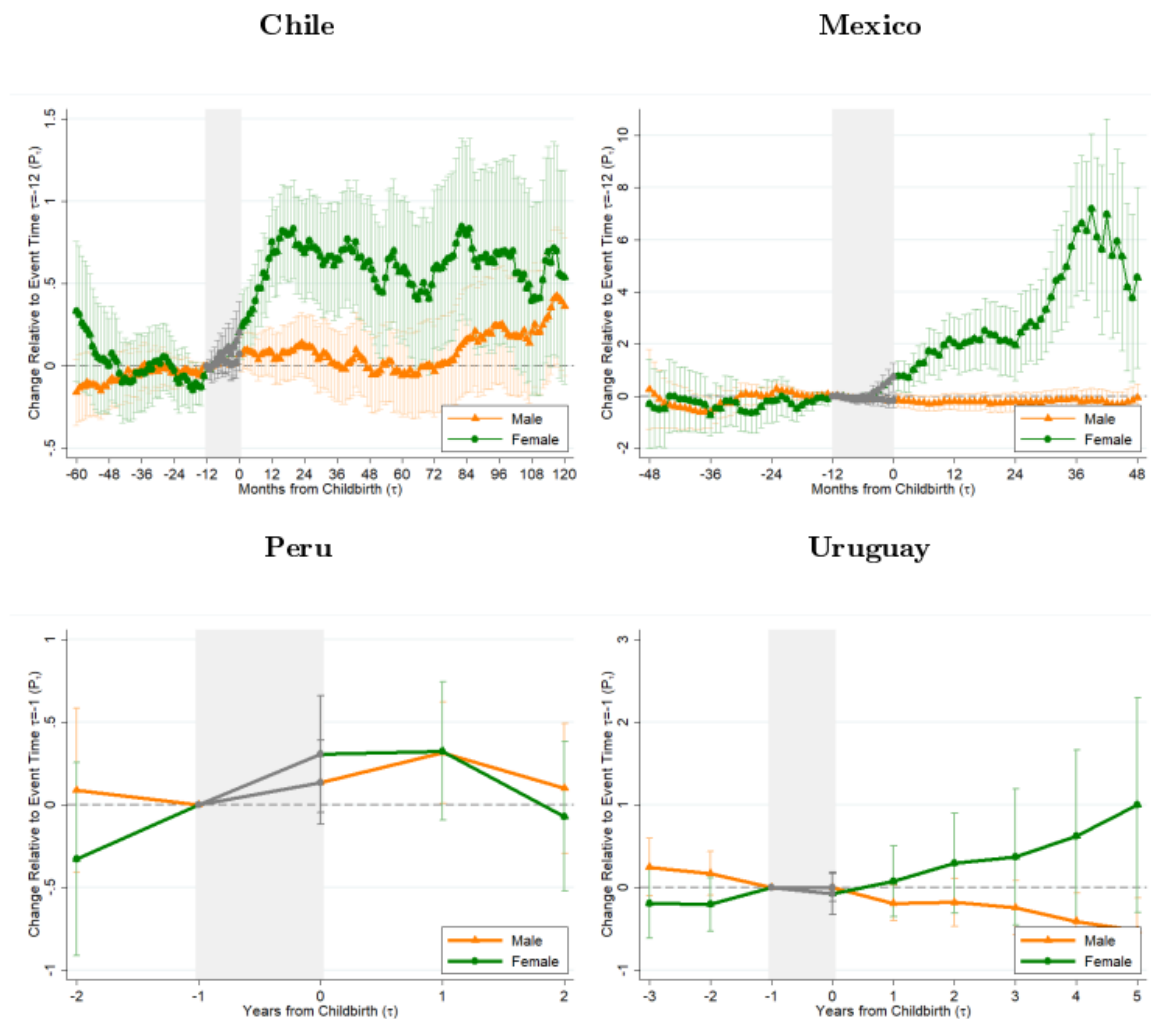 Chile
Change Relative to Event Time τ=-12 (P₁)
1.5
1
.5
0
-.5
-60 -48 -36 -24 -12 0 12 24 36 48 60 72 84 96 108 120
Months from Childbirth (τ)
Male
Female
Mexico
Change Relative to Event Time τ=-12 (P₁)
10
8
6
4
2
0
-2
-48 -36 -24 -12 0 12 24 36 48
Months from Childbirth (τ)
Male
Female
Peru
Change Relative to Event Time τ=-1 (P₁)
1
.5
0
-.5
-1
-2 -1 0 1 2
Years from Childbirth (τ)
Male
Female
Uruguay
Change Relative to Event Time τ=-1 (P₁)
3
2
1
0
-1
-3 -2 -1 0 1 2 3 4 5
Years from Childbirth (τ)
Male
Female